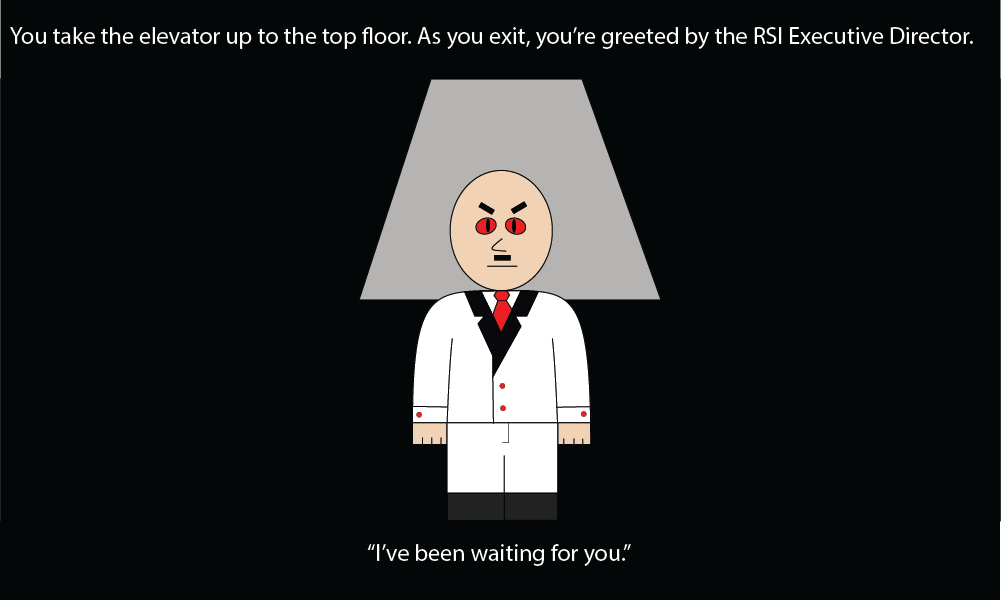 You take the elevator up to the top floor. As you exit, you’re greeted by the RSI Executive Director.
“I’ve been waiting for you.”